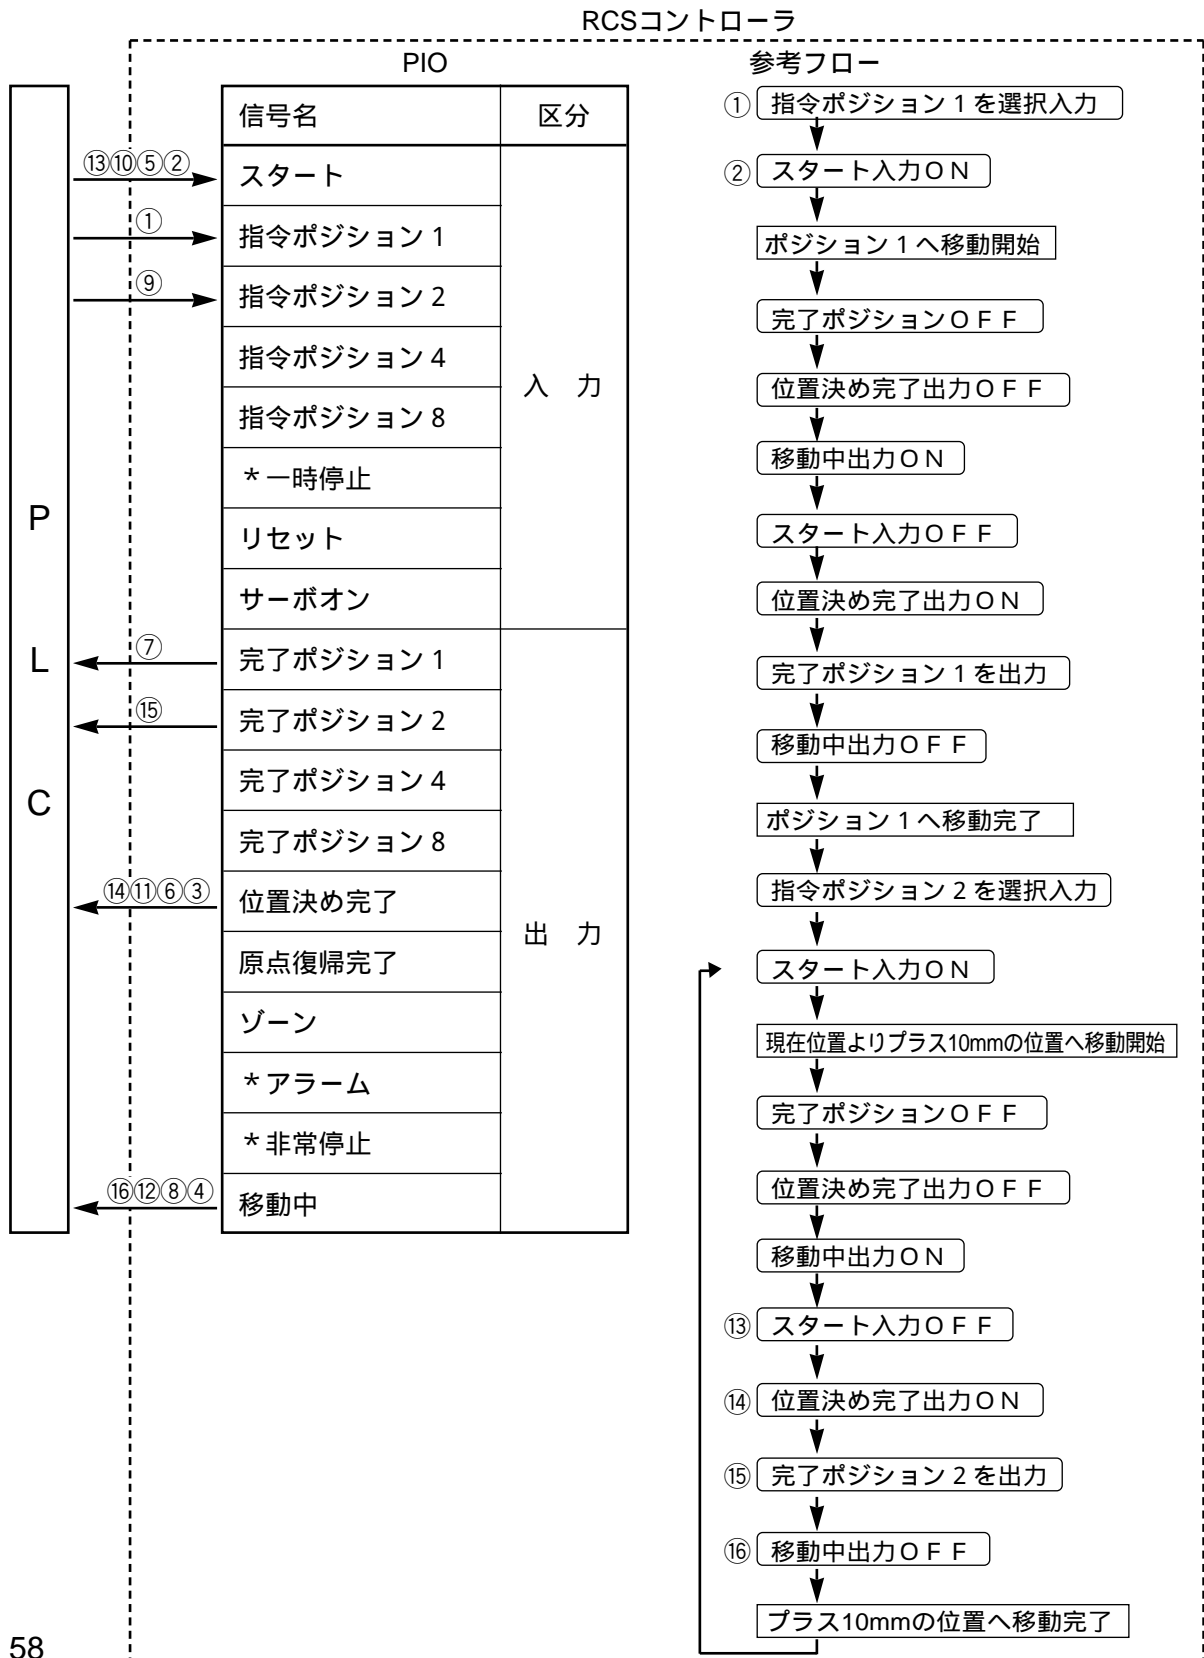 RCSコントローラ
PIO
参考フロー
信号名 区分
⑬⑩⑤② スタート
① 指令ポジション1
⑨ 指令ポジション2
指令ポジション4
指令ポジション8
入 力
*一時停止
リセット
サーボオン
⑦ 完了ポジション1
⑮ 完了ポジション2
完了ポジション4
完了ポジション8
⑭⑪⑥③ 位置決め完了
出 力
原点復帰完了
ゾーン
*アラーム
*非常停止
⑯⑫⑧④ 移動中
P
L
C
① 指令ポジション1を選択入力
② スタート入力ON
ポジション1へ移動開始
完了ポジションOFF
位置決め完了出力OFF
移動中出力ON
スタート入力OFF
位置決め完了出力ON
完了ポジション1を出力
移動中出力OFF
ポジション1へ移動完了
指令ポジション2を選択入力
スタート入力ON
現在位置よりプラス10mmの位置へ移動開始
完了ポジションOFF
位置決め完了出力OFF
移動中出力ON
⑬ スタート入力OFF
⑭ 位置決め完了出力ON
⑮ 完了ポジション2を出力
⑯ 移動中出力OFF
プラス10mmの位置へ移動完了
58